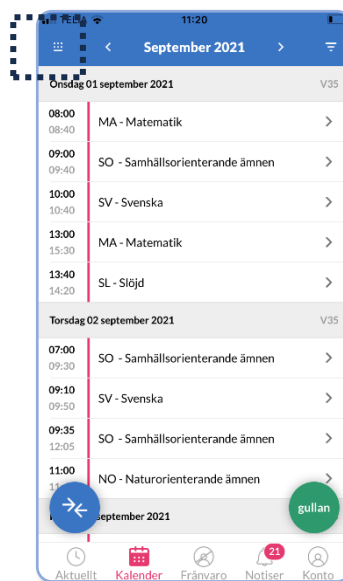 11:20
September 2021
Onsdag 01 september 2021 V35
08:00
08:40
MA - Matematik
09:00
09:40
SO - Samhällsorienterande ämnen
10:00
10:40
SV - Svenska
13:00
15:30
MA - Matematik
13:40
14:20
SL - Slöjd
Torsdag 02 september 2021 V35
07:00
09:30
SO - Samhällsorienterande ämnen
09:10
09:50
SV - Svenska
09:35
12:05
SO - Samhällsorienterande ämnen
11:00
NO - Naturorienterande ämnen
gullan
september 2021
21
Aktuellt Kalender Frånvaro Notiser Konto